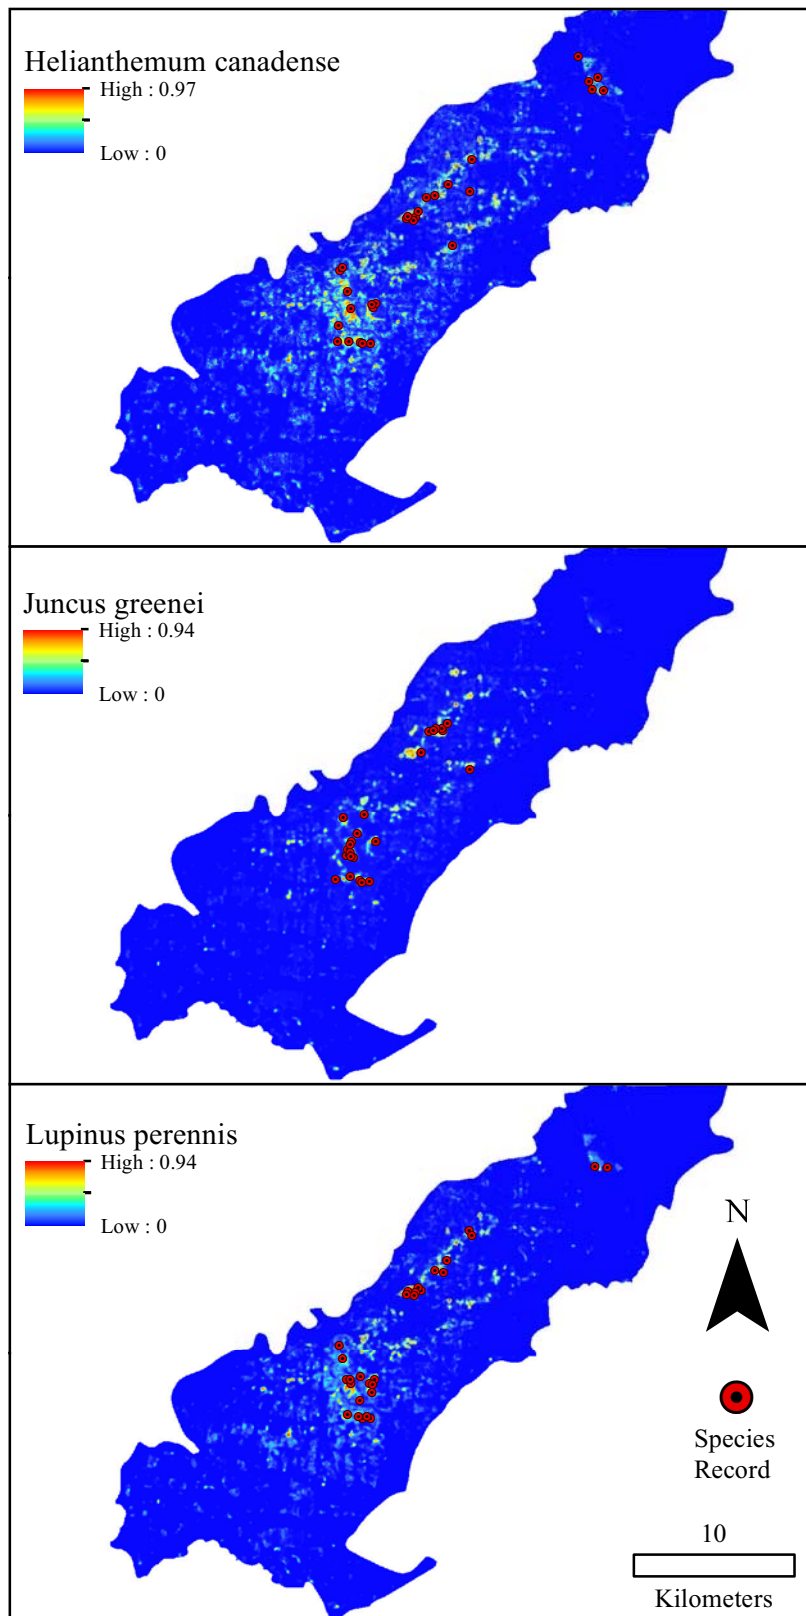 Helianthemum canadense
High : 0.97
Low : 0
Juncus greenei
High : 0.94
Low : 0
Lupinus perennis
High : 0.94
Low : 0
N
Species
Record
10
Kilometers